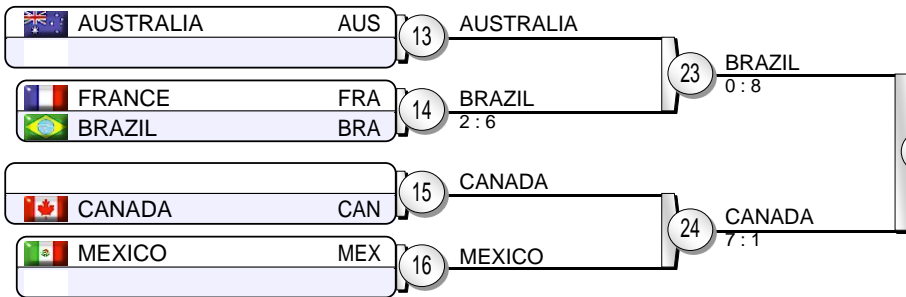 AUSTRALIA AUS
13
AUSTRALIA
FRANCE FRA
BRAZIL BRA
14
BRAZIL
2 : 6
23
BRAZIL
0 : 8
CANADA CAN
15
CANADA
MEXICO MEX
16
MEXICO
24
CANADA
7 : 1